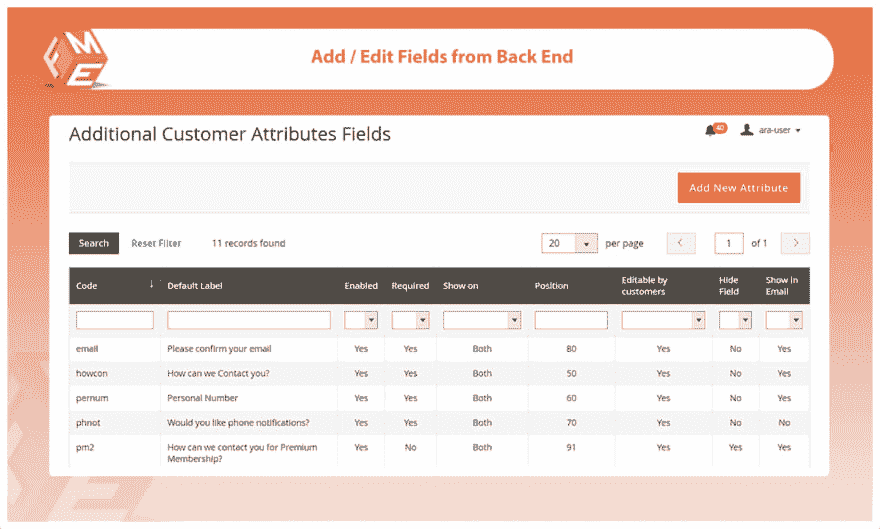 FME
Add / Edit Fields from Back End
Additional Customer Attributes Fields
40 ara-user
Add New Attribute
Search Reset Filter 11 records found 20 per page 1 of 1
Code ↓ Default Label Enabled Required Show on Position Editable by customers Hide Field Show in Email
email Please confirm your email Yes Yes Both 80 Yes No Yes
howcon How can we Contact you? Yes Yes Both 50 Yes No Yes
pernum Personal Number Yes Yes Both 60 Yes No Yes
phnot Would you like phone notifications? Yes Yes Both 70 Yes No No
pm2 How can we contact you for Premium Membership? Yes No Both 91 Yes Yes Yes